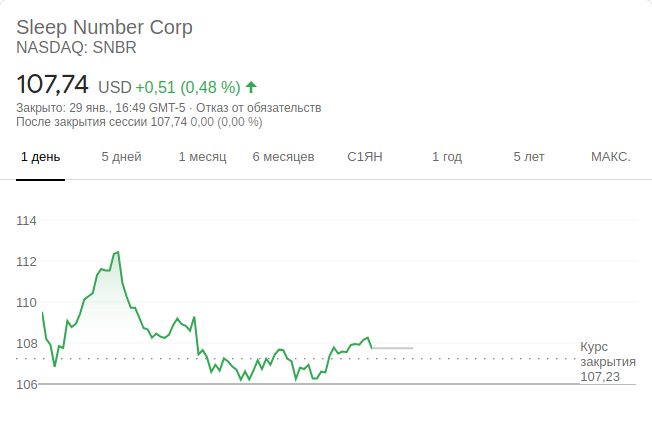 Sleep Number Corp
NASDAQ: SNBR
107,74 USD +0,51 (0,48 %)
Закрыто: 29 янв., 16:49 GMT-5 · Отказ от обязательств
После закрытия сессии 107,74 0,00 (0,00 %)
1 день 5 дней 1 месяц 6 месяцев С1ЯН 1 год 5 лет МАКС.
114
112
110
108
106
Курс
закрытия
107,23